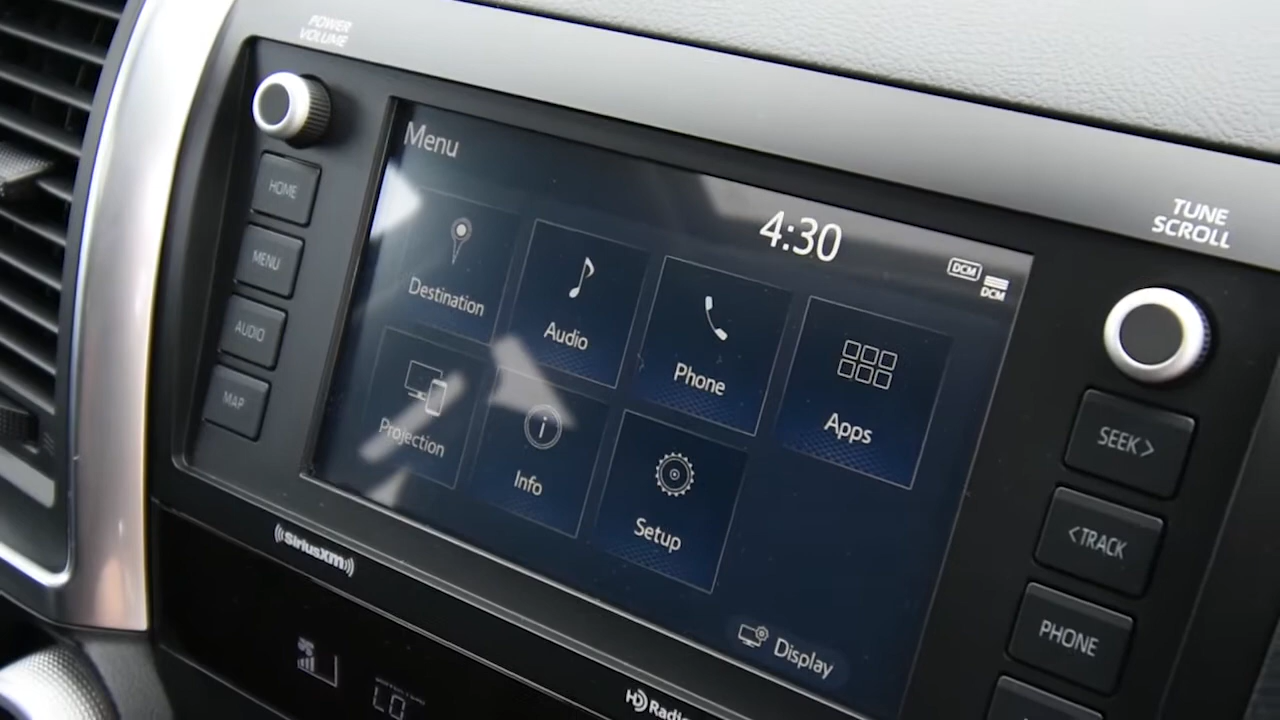 POWER
VOLUME
TUNE
SCROLL
HOME
MENU
AUDIO
MAP
Menu
4:30
DCM
DCM
Destination
Audio
Phone
Apps
Projection
Info
Setup
Display
SEEK>
<TRACK
PHONE
((SiriusXM))
LO
HD Radio